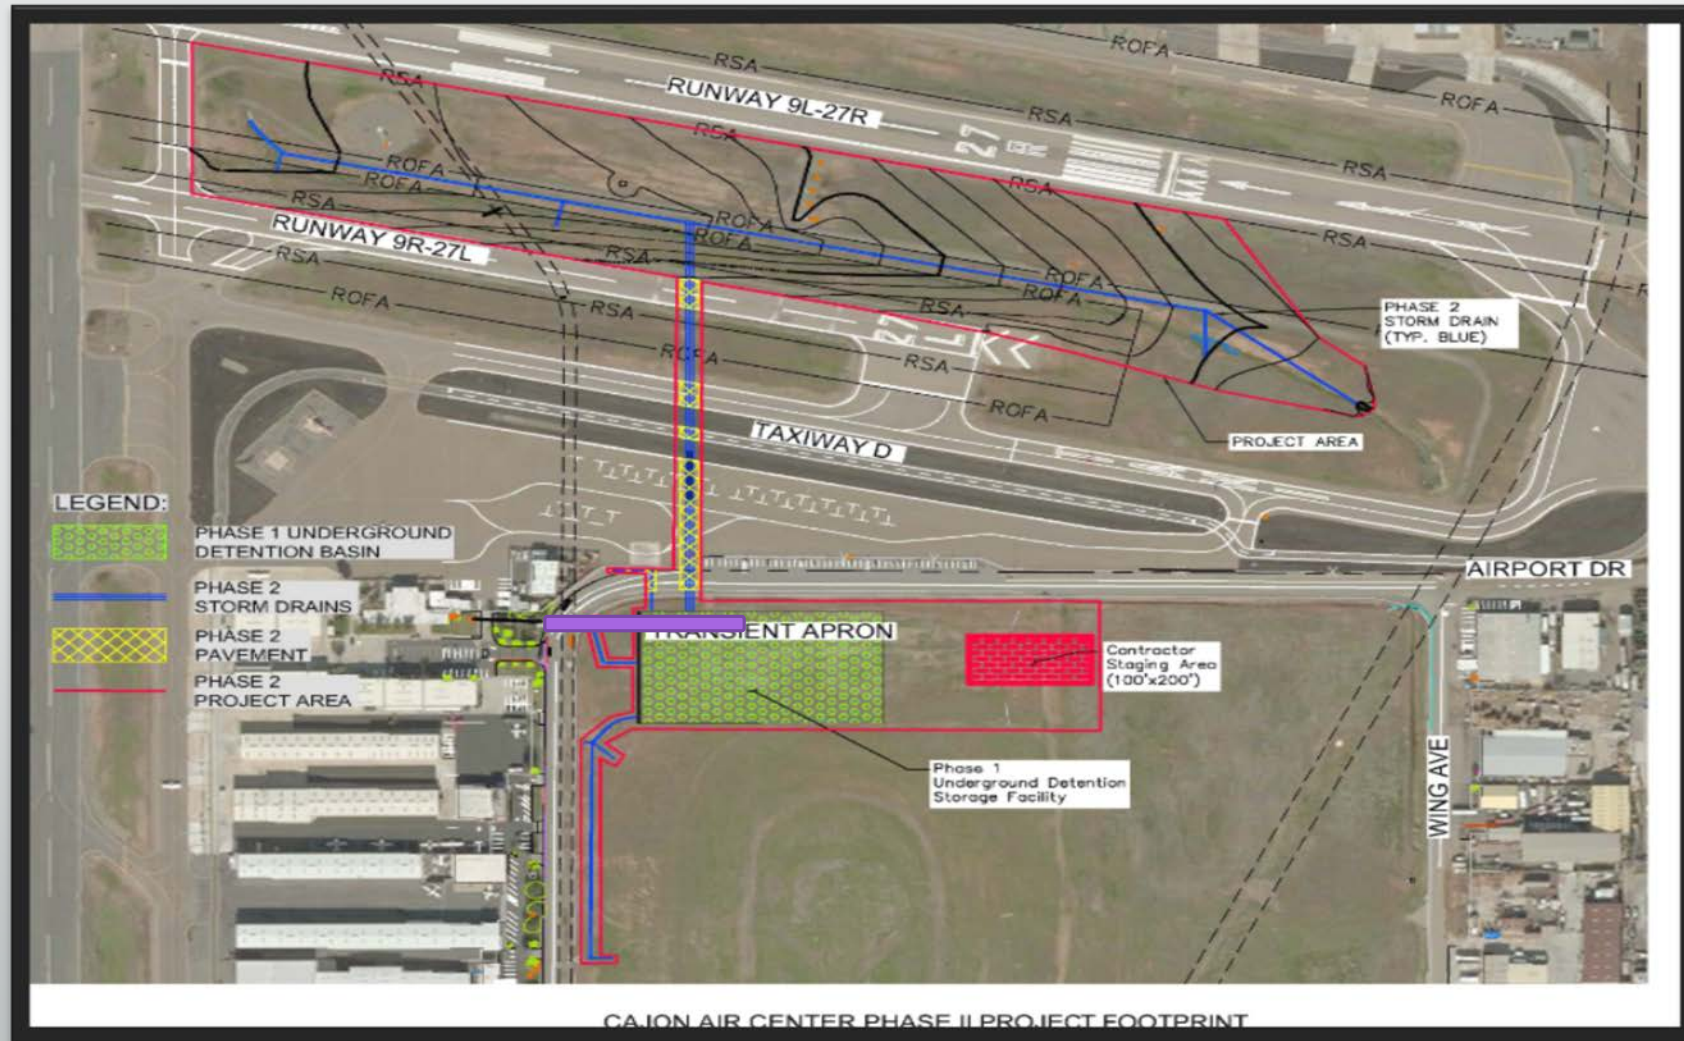 ROFA
RSA
ROFA
RUNWAY 9L-27R
RSA
27
RSA
RSA
RSA
RSA
ROFA
ROFA
RSA
ROFA
ROFA
RSA
RUNWAY 9R-27L
RSA
RSA
ROFA
ROFA
RSA
ROFA
RSA
27
L
RSA
ROFA
ROFA
PHASE 2
STORM DRAIN
(TYP. BLUE)
PROJECT AREA
TAXIWAY D
LEGEND:
PHASE 1 UNDERGROUND
DETENTION BASIN
PHASE 2
STORM DRAINS
PHASE 2
PAVEMENT
PHASE 2
PROJECT AREA
AIRPORT DR
TRANSIENT APRON
Contractor
Staging Area
(100'x200')
Phase 1
Underground Detention
Storage Facility
WING AVE
CAJON AIR CENTER PHASE II PROJECT FOOTPRINT